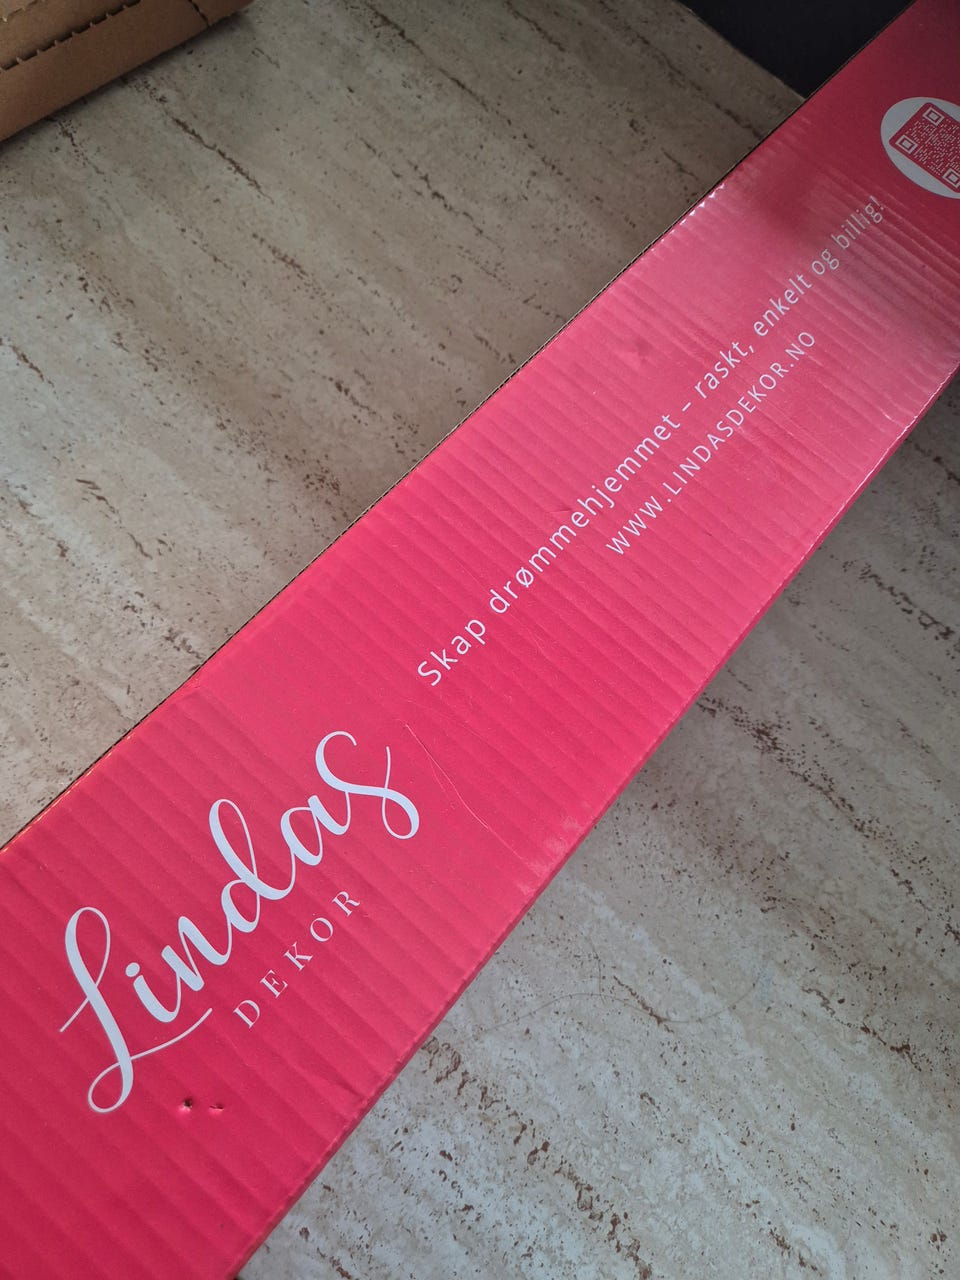 Lindas
DEKOR
Skap drømmehjemmet – raskt, enkelt og billig!
www.LINDASDEKOR.NO